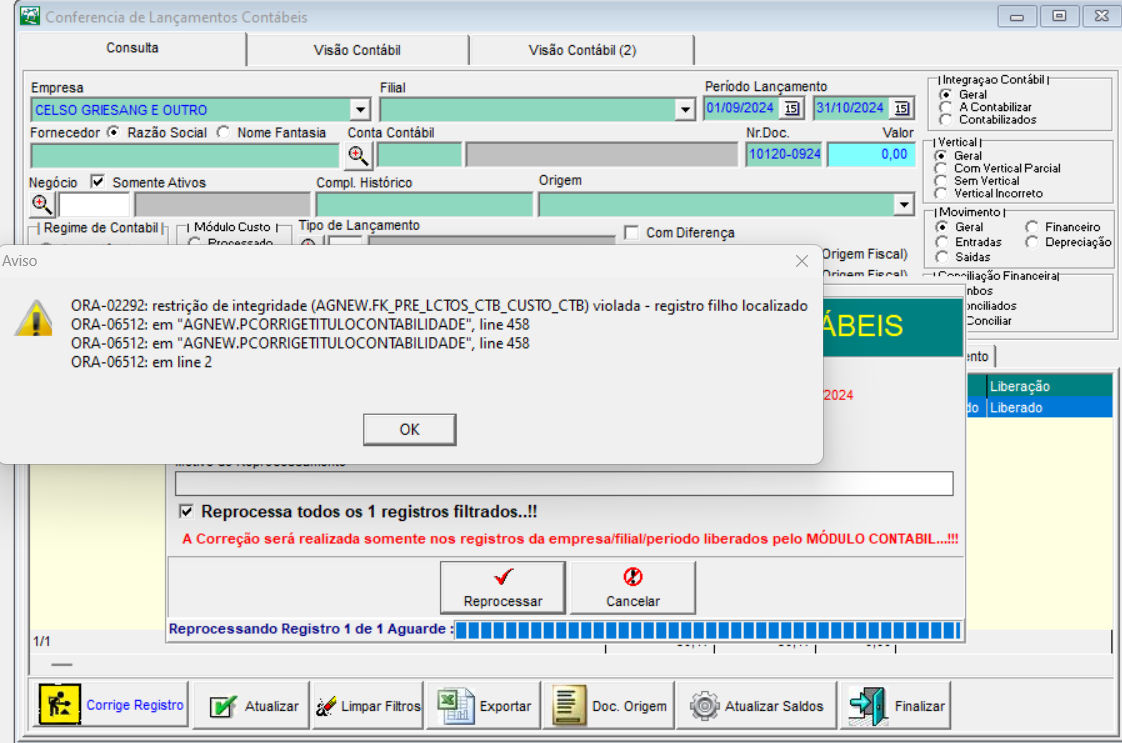 Conferencia de Lançamentos Contábeis
Consulta
Visão Contábil
Visão Contábil (2)
Empresa
Filial
Período Lançamento
CELSO GRIESANG E OUTRO
01/09/2024
15
31/10/2024
15
Fornecedor
Razão Social
Nome Fantasia
Conta Contábil
Nr.Doc.
Valor
10120-0924
0,00
Negócio
Somente Ativos
Compl. Histórico
Origem
Regime de Contabil
Módulo Custo
Processado
Tipo de Lançamento
Com Diferença
Integraçao Contábil
Geral
A Contabilizar
Contabilizados
Vertical
Geral
Com Vertical Parcial
Sem Vertical
Vertical Incorreto
Movimento
Geral
Financeiro
Entradas
Depreciação
Saidas
Origem Fiscal)
Origem Fiscal)
Conciliação Financeira
Aviso
ORA-02292: restrição de integridade (AGNEW.FK_PRE_LCTOS_CTB_CUSTO_CTB) violada - registro filho localizado
ORA-06512: em "AGNEW.PCORRIGETITULOCONTABILIDADE", line 458
ORA-06512: em "AGNEW.PCORRIGETITULOCONTABILIDADE", line 458
ORA-06512: em line 2
OK
ÁBEIS
2024
Liberação
Liberado
Motivo do Reprocessamento
Reprocessa todos os 1 registros filtrados..!!
A Correção será realizada somente nos registros da empresa/filial/periodo liberados pelo MÓDULO CONTABIL...!!!
Reprocessar
Cancelar
Reprocessando Registro 1 de 1 Aguarde :
1/1
Corrige Registro
Atualizar
Limpar Filtros
Exportar
Doc. Origem
Atualizar Saldos
Finalizar